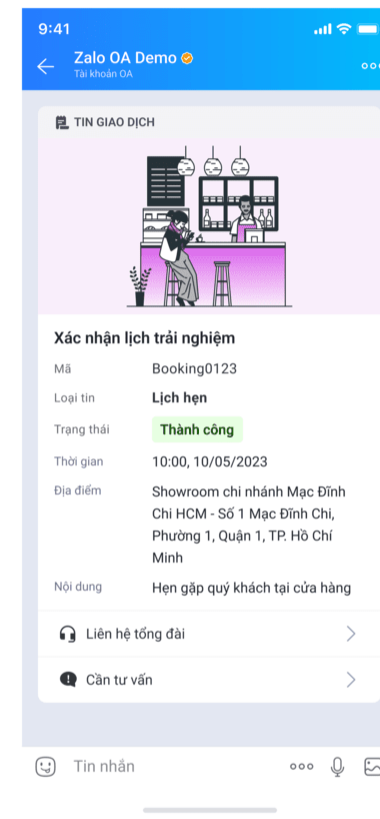 9:41
Zalo OA Demo
Tài khoản OA
TIN GIAO DỊCH
Xác nhận lịch trải nghiệm
Mã Booking0123
Loại tin Lịch hẹn
Trạng thái Thành công
Thời gian 10:00, 10/05/2023
Địa điểm Showroom chi nhánh Mạc Đĩnh
Chi HCM - Số 1 Mạc Đĩnh Chi,
Phường 1, Quận 1, TP. Hồ Chí
Minh
Nội dung Hẹn gặp quý khách tại cửa hàng
Liên hệ tổng đài
Cần tư vấn
Tin nhắn